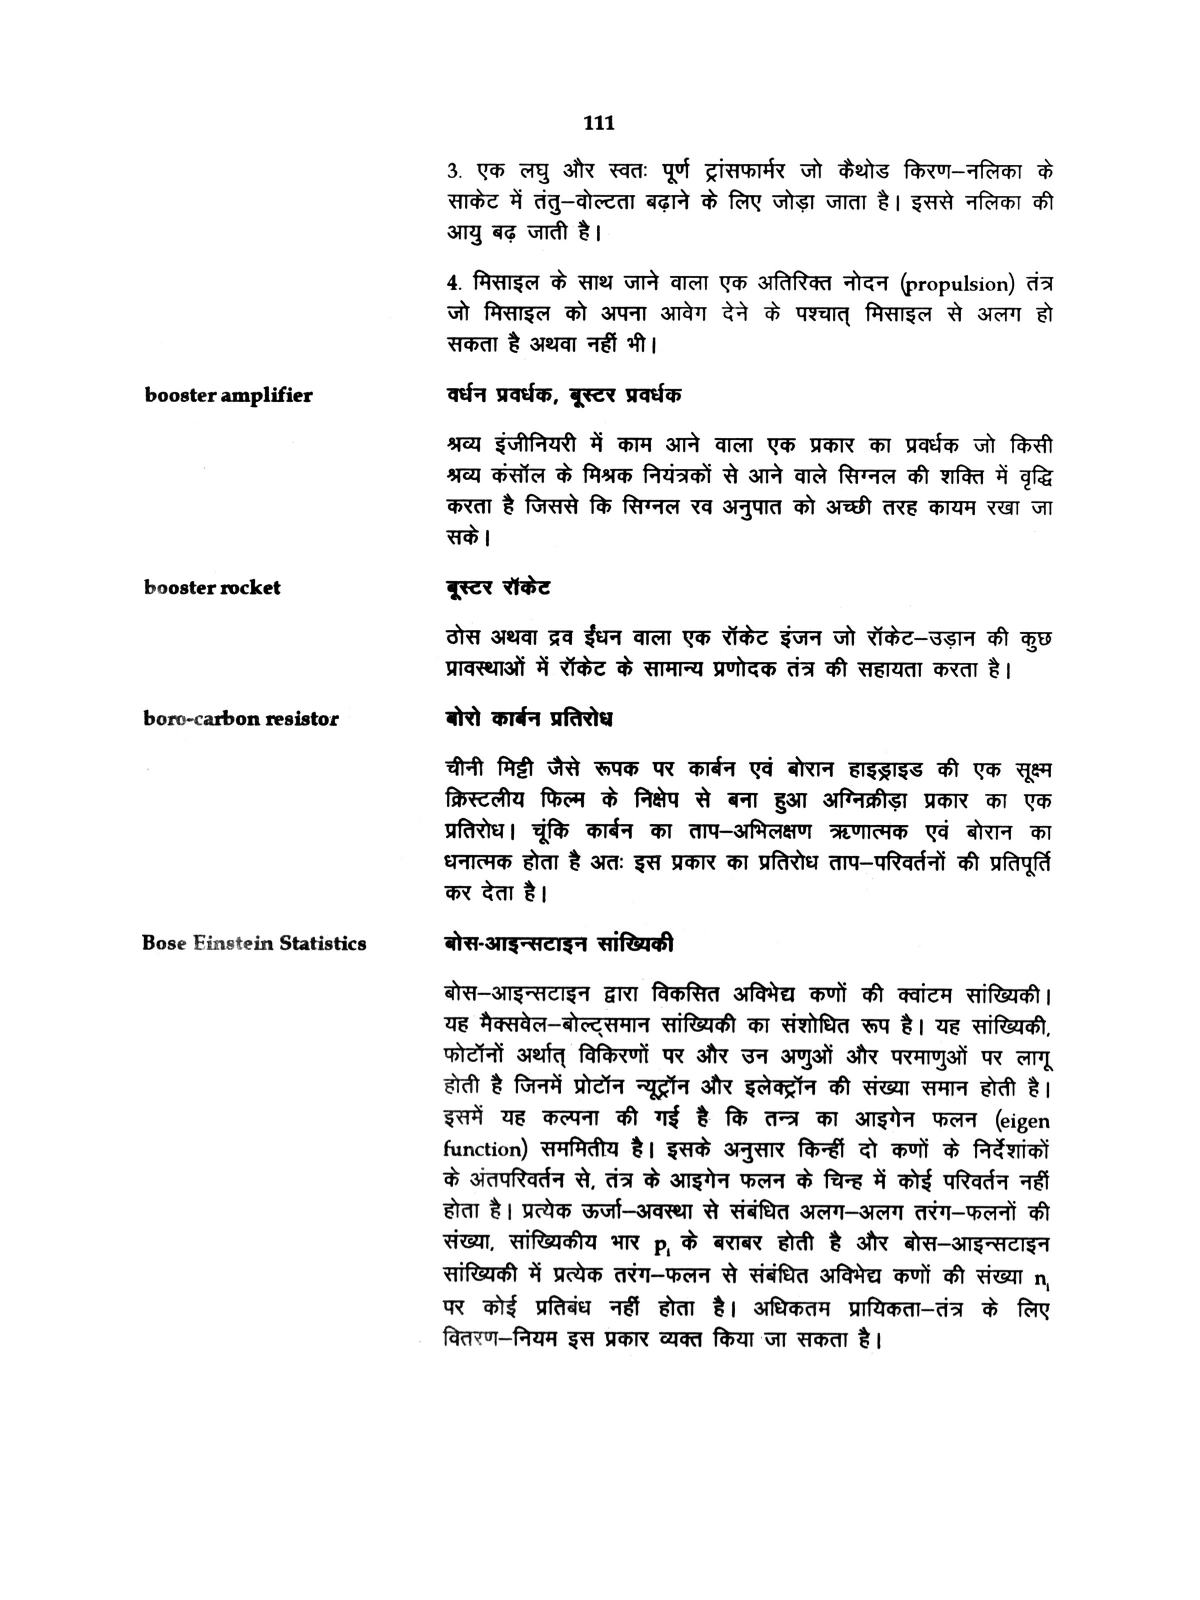 111
3. एक लघु और स्वतः पूर्ण ट्रांसफार्मर जो कैथोड किरण–नलिका के
साकेट में तंतु–वोल्टता बढ़ाने के लिए जोड़ा जाता है। इससे नलिका की
आयु बढ़ जाती है।
4. मिसाइल के साथ जाने वाला एक अतिरिक्त नोदन (propulsion) तंत्र
जो मिसाइल को अपना आवेग देने के पश्चात् मिसाइल से अलग हो
सकता है अथवा नहीं भी।
booster amplifier वर्धन प्रवर्धक, बूस्टर प्रवर्धक
श्रव्य इंजीनियरी में काम आने वाला एक प्रकार का प्रवर्धक जो किसी
श्रव्य कंसॉल के मिश्रक नियंत्रकों से आने वाले सिग्नल की शक्ति में वृद्धि
करता है जिससे कि सिग्नल रव अनुपात को अच्छी तरह कायम रखा जा
सके।
booster rocket बूस्टर रॉकेट
ठोस अथवा द्रव ईंधन वाला एक रॉकेट इंजन जो रॉकेट–उड़ान की कुछ
प्रावस्थाओं में रॉकेट के सामान्य प्रणोदक तंत्र की सहायता करता है।
boro-carbon resistor बोरो कार्बन प्रतिरोध
चीनी मिट्टी जैसे रूपक पर कार्बन एवं बोरान हाइड्राइड की एक सूक्ष्म
क्रिस्टलीय फिल्म के निक्षेप से बना हुआ अग्निक्रीड़ा प्रकार का एक
प्रतिरोध। चूंकि कार्बन का ताप–अभिलक्षण ऋणात्मक एवं बोरान का
धनात्मक होता है अतः इस प्रकार का प्रतिरोध ताप–परिवर्तनों की प्रतिपूर्ति
कर देता है।
Bose Einstein Statistics बोस-आइन्सटाइन सांख्यिकी
बोस–आइन्सटाइन द्वारा विकसित अविभेद्य कणों की क्वांटम सांख्यिकी।
यह मैक्सवेल–बोल्ट्समान सांख्यिकी का संशोधित रूप है। यह सांख्यिकी,
फोटॉनों अर्थात् विकिरणों पर और उन अणुओं और परमाणुओं पर लागू
होती है जिनमें प्रोटॉन न्यूट्रॉन और इलेक्ट्रॉन की संख्या समान होती है।
इसमें यह कल्पना की गई है कि तन्त्र का आइगेन फलन (eigen
function) सममितीय है। इसके अनुसार किन्हीं दो कणों के निर्देशांकों
के अंतपरिवर्तन से, तंत्र के आइगेन फलन के चिन्ह में कोई परिवर्तन नहीं
होता है। प्रत्येक ऊर्जा–अवस्था से संबंधित अलग–अलग तरंग–फलनों की
संख्या, सांख्यिकीय भार pᵢ के बराबर होती है और बोस–आइन्सटाइन
सांख्यिकी में प्रत्येक तरंग–फलन से संबंधित अविभेद्य कणों की संख्या nᵢ
पर कोई प्रतिबंध नहीं होता है। अधिकतम प्रायिकता–तंत्र के लिए
वितरण–नियम इस प्रकार व्यक्त किया जा सकता है।